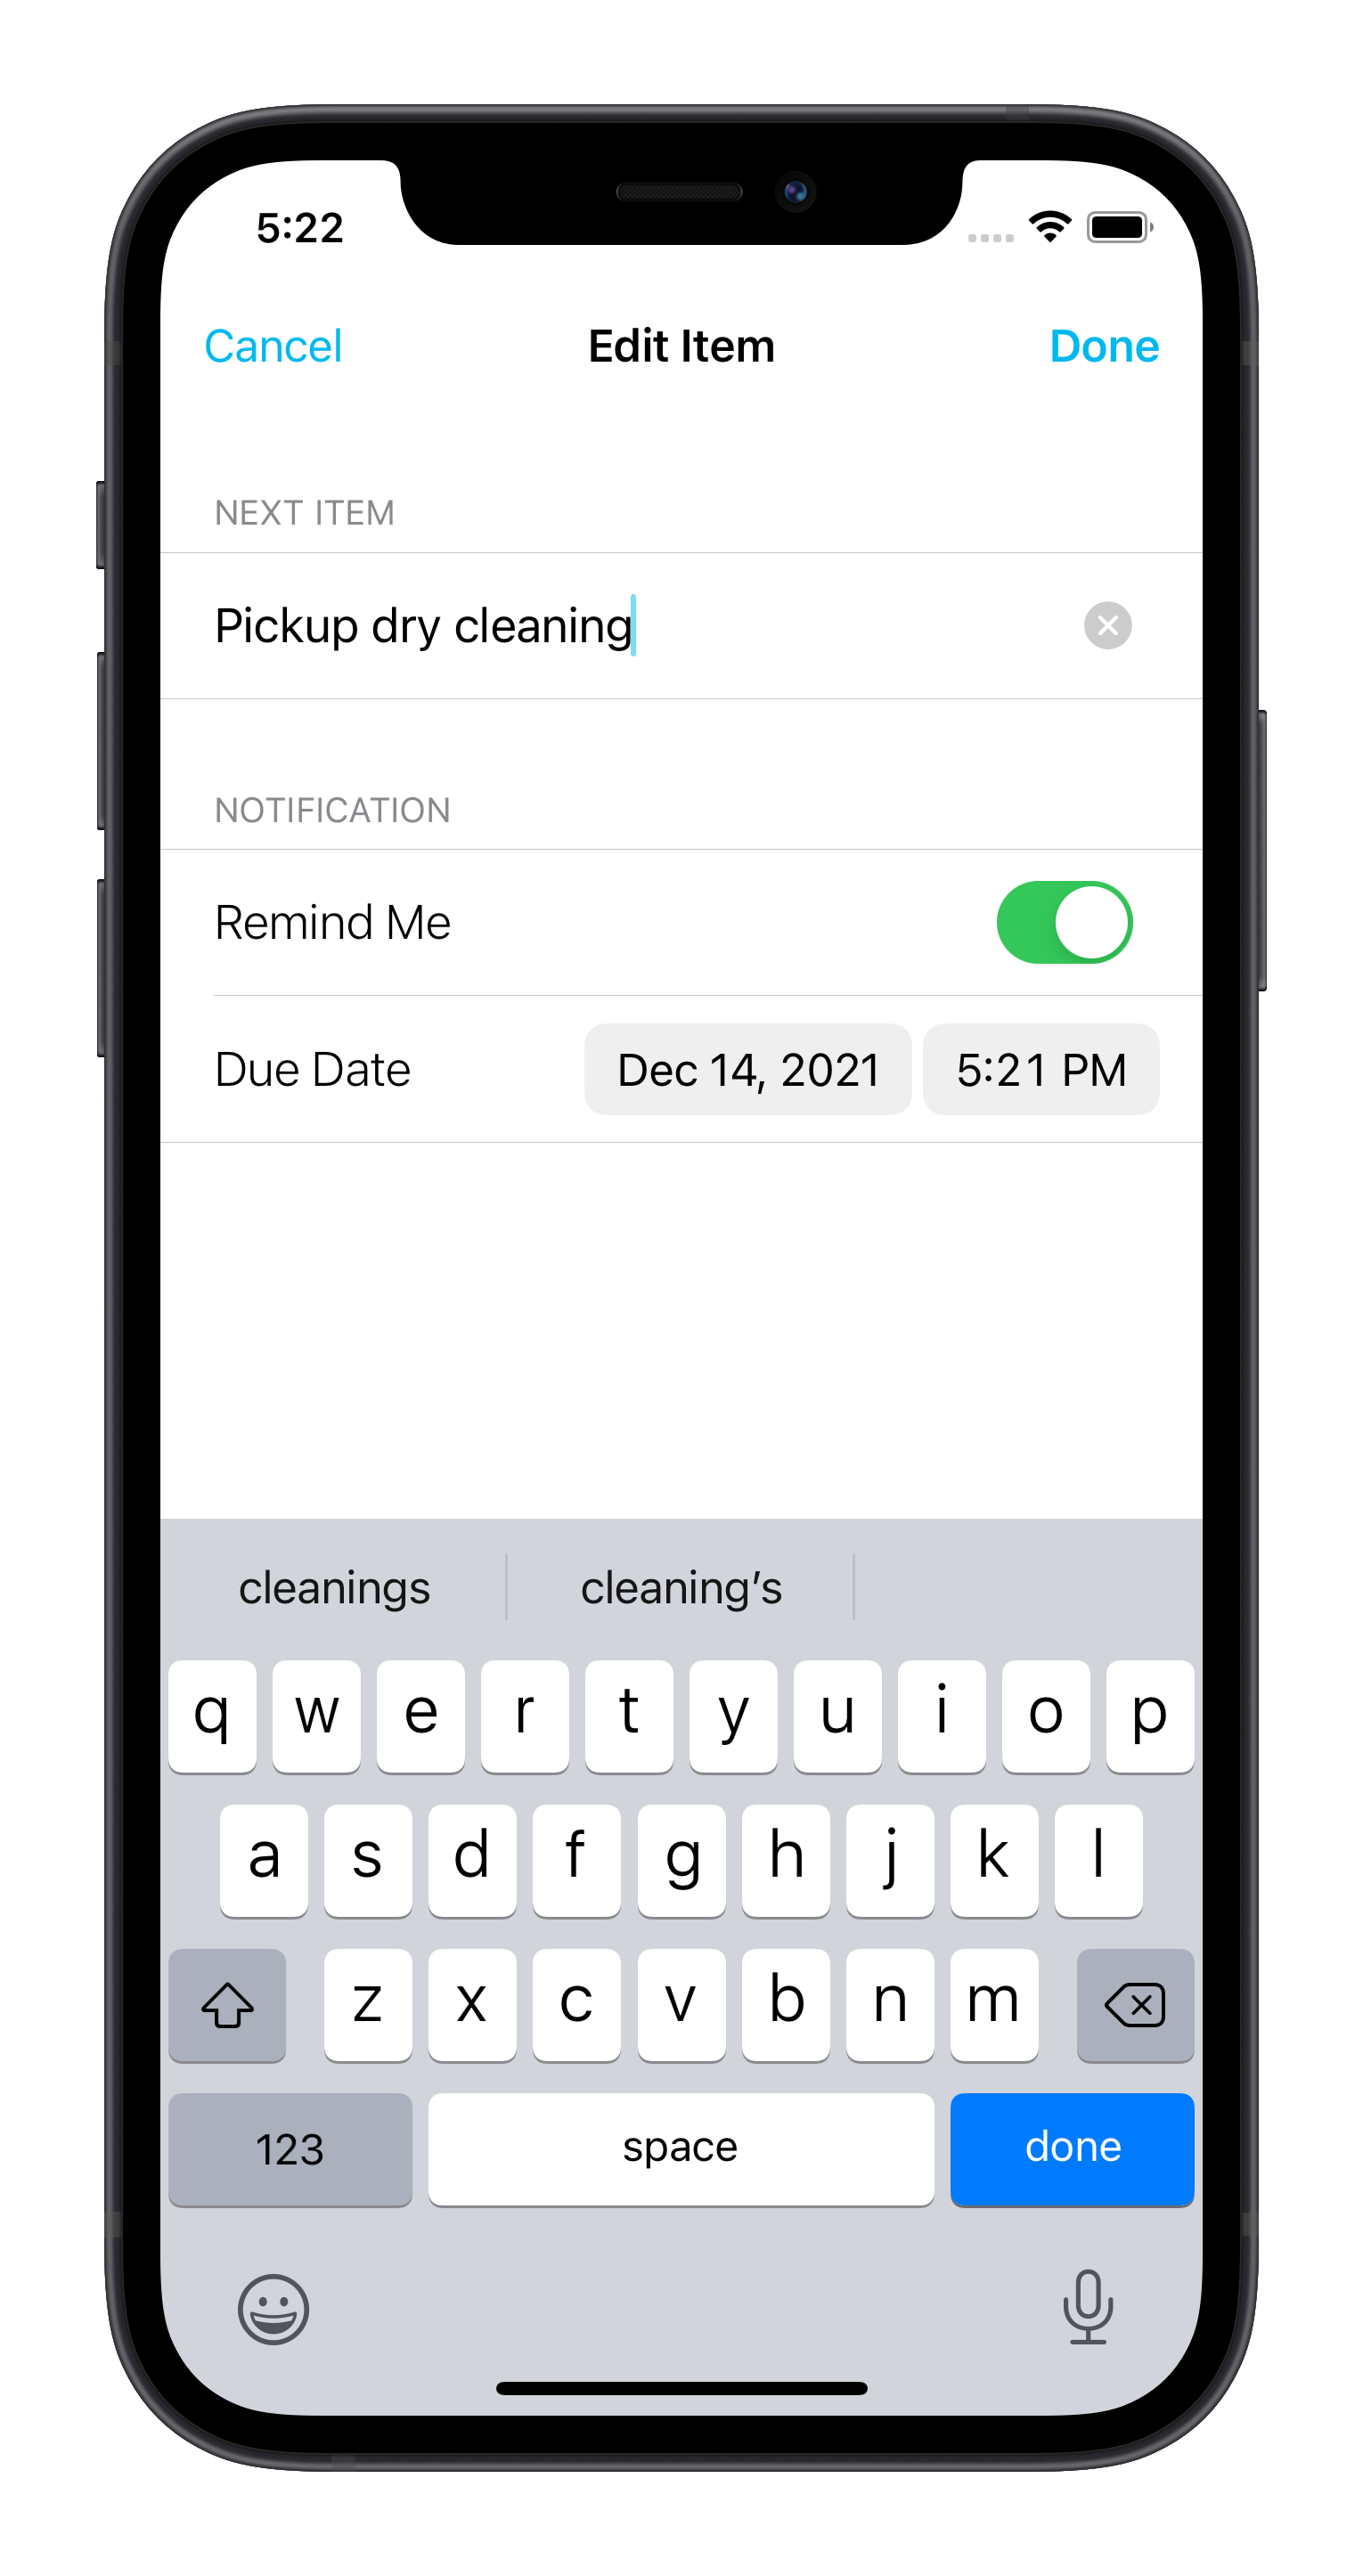 5:22
Cancel Edit Item Done
NEXT ITEM
Pickup dry cleaning
NOTIFICATION
Remind Me
Due Date Dec 14, 2021 5:21 PM
cleanings cleaning’s
q w e r t y u i o p
a s d f g h j k l
z x c v b n m
123 space done